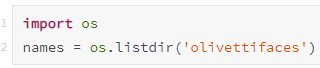 1 import os
2 names = os.listdir('olivettifaces')